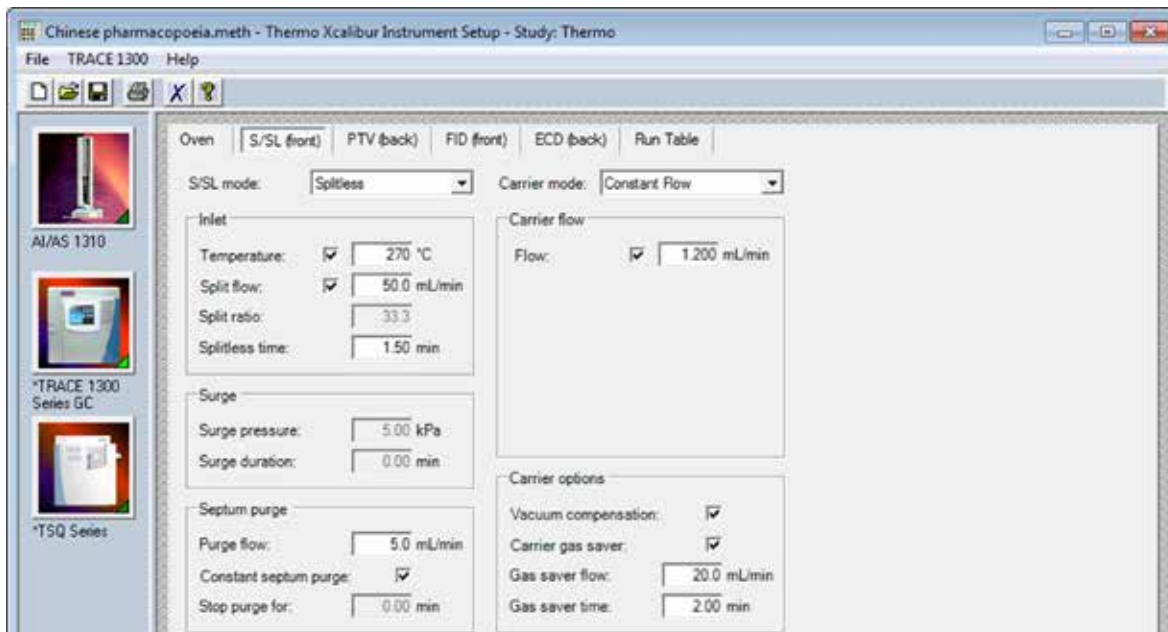 Chinese pharmacopoeia.meth - Thermo Xcalibur Instrument Setup - Study: Thermo
File TRACE 1300 Help
AI/AS 1310
*TRACE 1300
Series GC
*TSQ Series
Oven S/SL (front) PTV (back) FID (front) ECD (back) Run Table
S/SL mode: Splitless
Inlet
Temperature: 270 °C
Split flow: 50.0 mL/min
Split ratio: 33.3
Splitless time: 1.50 min
Surge
Surge pressure: 5.00 kPa
Surge duration: 0.00 min
Septum purge
Purge flow: 5.0 mL/min
Constant septum purge:
Stop purge for: 0.00 min
Carrier mode: Constant Flow
Carrier flow
Flow: 1.200 mL/min
Carrier options
Vacuum compensation:
Carrier gas saver:
Gas saver flow: 20.0 mL/min
Gas saver time: 2.00 min